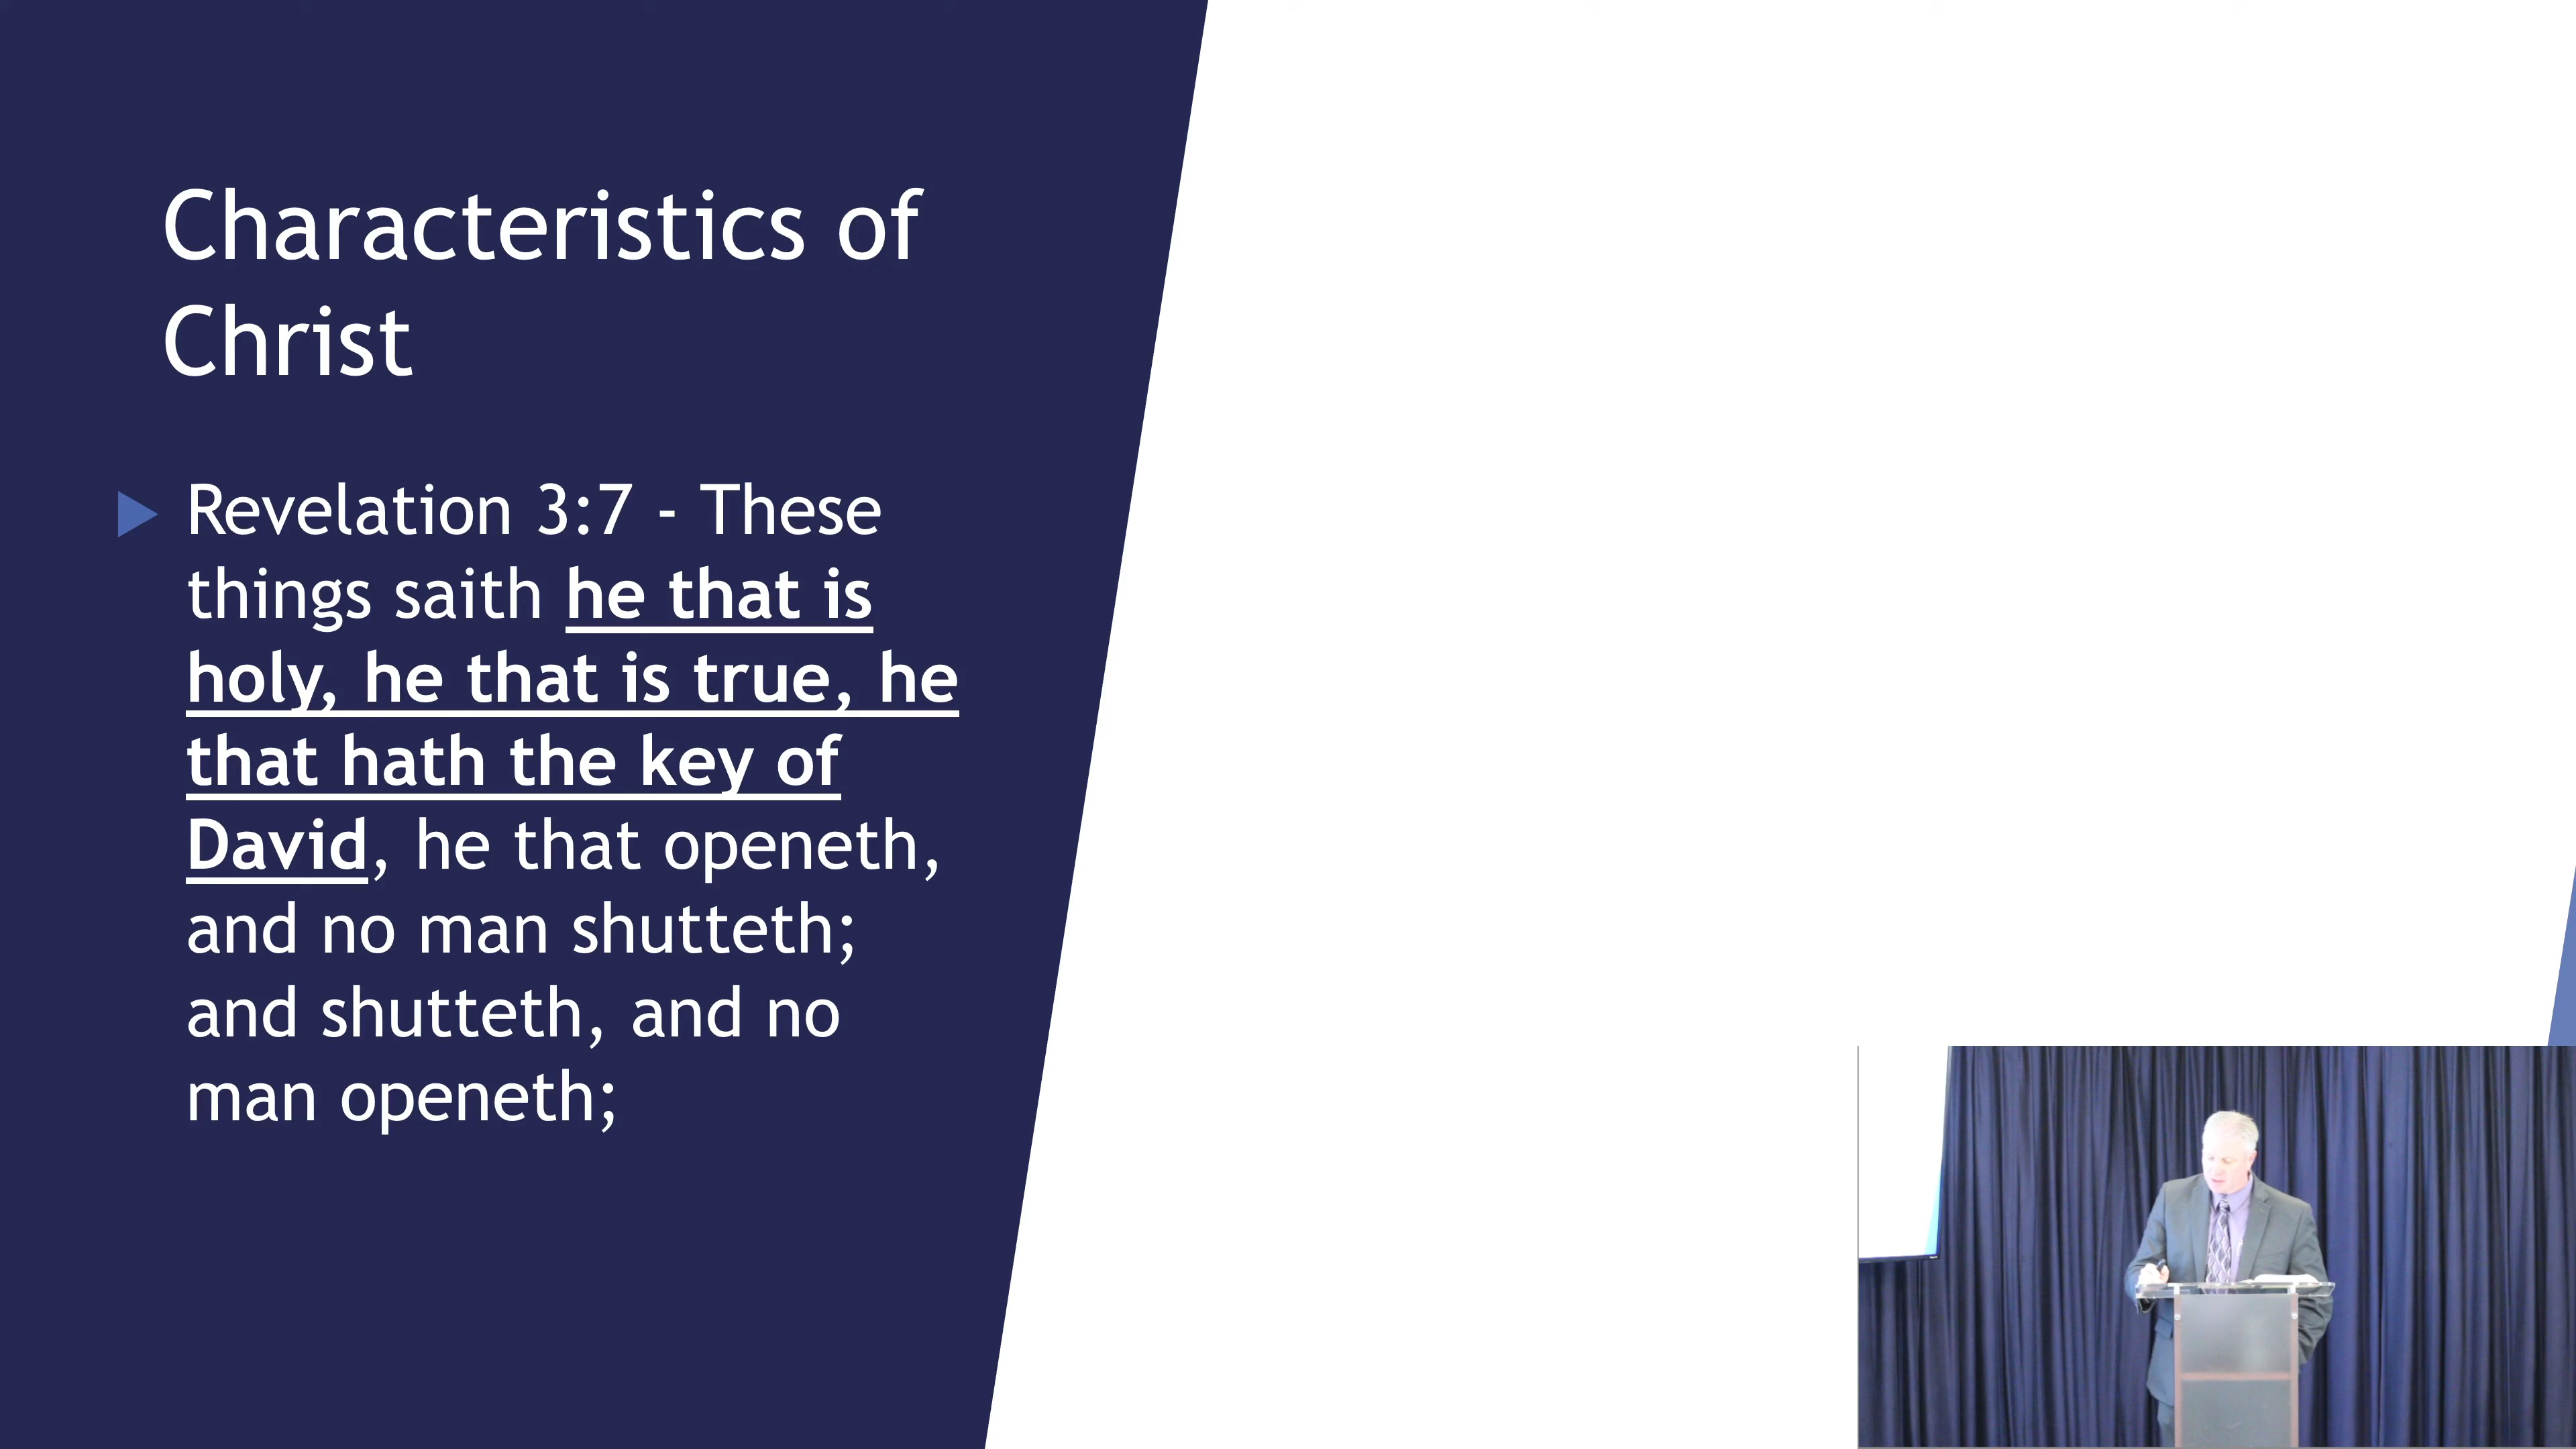 Characteristics of
Christ
Revelation 3:7 - These
things saith he that is
holy, he that is true, he
that hath the key of
David, he that openeth,
and no man shutteth;
and shutteth, and no
man openeth;